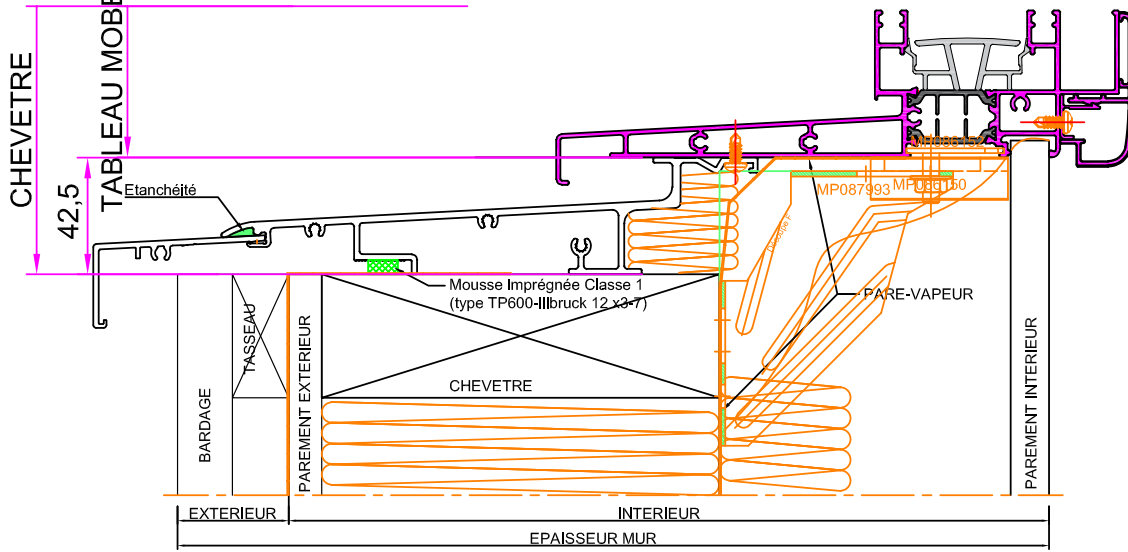 CHEVETRE
TABLEAU MOBE
42,5
Etanchéité
Mousse Imprégnée Classe 1
(type TP600-Illbruck 12 x3-7)
MP087993
MP086150
PARE-VAPEUR
TASSEAU
CHEVETRE
BARDAGE
PAREMENT EXTERIEUR
PAREMENT INTERIEUR
EXTERIEUR
INTERIEUR
EPAISSEUR MUR